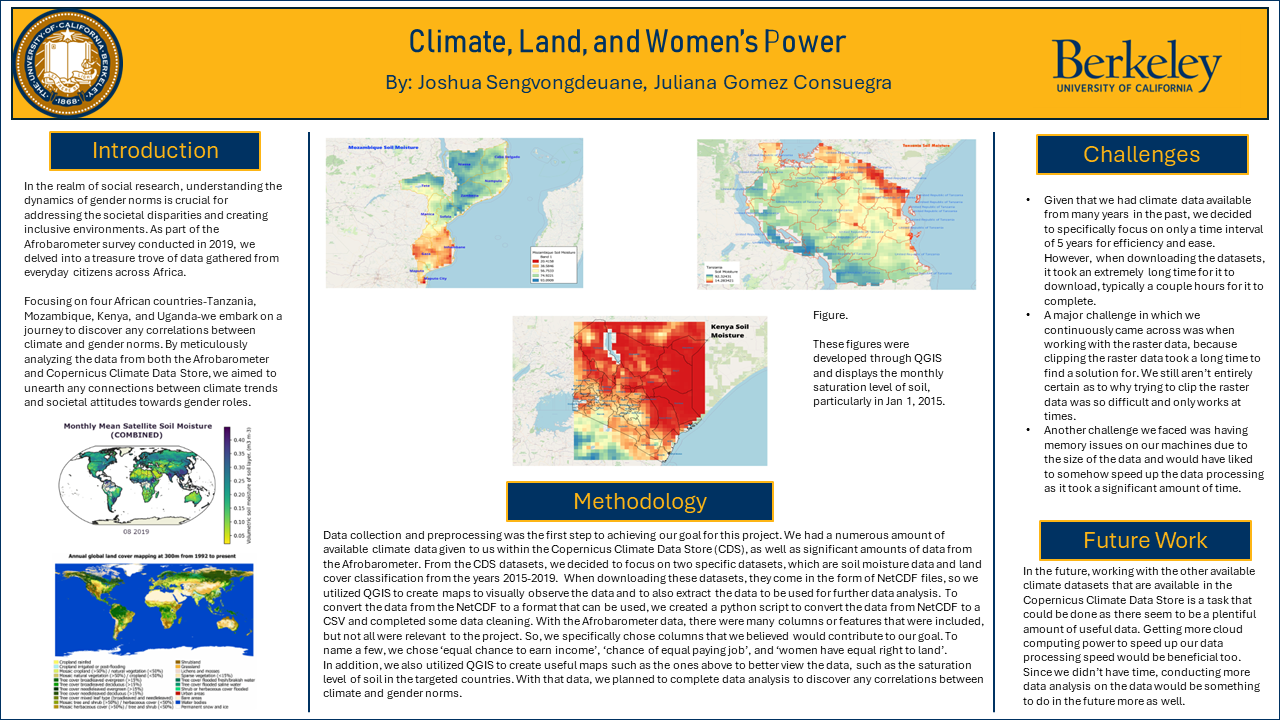 Climate, Land, and Women's Power
By: Joshua Sengvongdeuane, Juliana Gomez Consuegra
THE·UNIVERSITY·OF·CALIFORNIA·BERKELEY
·1868·
Berkeley
UNIVERSITY OF CALIFORNIA
Introduction
In the realm of social research, understanding the
dynamics of gender norms is crucial for
addressing the societal disparities and fostering
inclusive environments. As part of the
Afrobarometer survey conducted in 2019, we
delved into a treasure trove of data gathered from
everyday citizens across Africa.
Focusing on four African countries-Tanzania,
Mozambique, Kenya, and Uganda-we embark on a
journey to discover any correlations between
climate and gender norms. By meticulously
analyzing the data from both the Afrobarometer
and Copernicus Climate Data Store, we aimed to
unearth any connections between climate trends
and societal attitudes towards gender roles.
Monthly Mean Satellite Soil Moisture
(COMBINED)
0.40
0.35
0.30
0.25
0.20
0.15
0.10
0.05
08 2019
Annual global land cover mapping at 300m from 1992 to present
Mozambique Soil Moisture
Tanzania Soil Moisture
Kenya Soil
Moisture
Figure.
These figures were
developed through QGIS
and displays the monthly
saturation level of soil,
particularly in Jan 1, 2015.
Methodology
Data collection and preprocessing was the first step to achieving our goal for this project. We had a numerous amount of
available climate data given to us within the Copernicus Climate Data Store (CDS), as well as gender norms data from
the Afrobarometer. From the CDS datasets, we decided to focus on two specific datasets, which are soil moisture data and land
cover classification from the years 2015-2019. When downloading these datasets, they come in the form of NetCDF files, so we
utilized QGIS to create maps to visually observe the data and to also extract the data to be used for further data analysis. To
convert the data from the NetCDF to a format that can be used, we created a python script to convert the data from NetCDF to a
CSV and completed some data cleaning. With the Afrobarometer data, there were many columns or features that were included,
but not all were relevant to the project. So, we specifically chose columns that we believed would contribute to our goal. To
name a few, we chose 'equal chance to earn income', 'chance of equal paying job', and 'women have equal right to land'.
In addition, we also utilized QGIS to create soil moisture maps such as the ones above to help us better visualize the saturation
level of soil in the targeted countries. With our data, we planned to complete data analysis and look for any correlations between
climate and gender norms.
Challenges
• Given that we had climate data available
from many years in the past, we decided
to specifically focus on only a time interval
of 5 years for efficiency and ease.
However, when downloading the datasets,
it took an extremely long time for it to
download, typically a couple hours for it to
complete.
• A major challenge in which we
continuously came across was when
working with the raster data, because
clipping the raster data took a long time to
find a solution for. We still aren't entirely
certain as to why trying to clip the raster
data was so difficult and only works at
times.
• Another challenge we faced was having
memory issues on our machines due to
the size of the data and would have liked
to somehow speed up the data processing
as it took a significant amount of time.
Future Work
In the future, working with the other available
climate datasets that are available in the
Copernicus Climate Data Store is a task that
could be done as there seem to be a plentiful
amount of useful data. Getting more cloud
computing power to speed up our data
processing speed would be beneficial too.
Since we didn't have time, conducting more
data analysis on the data would be something
to do in the future more as well.